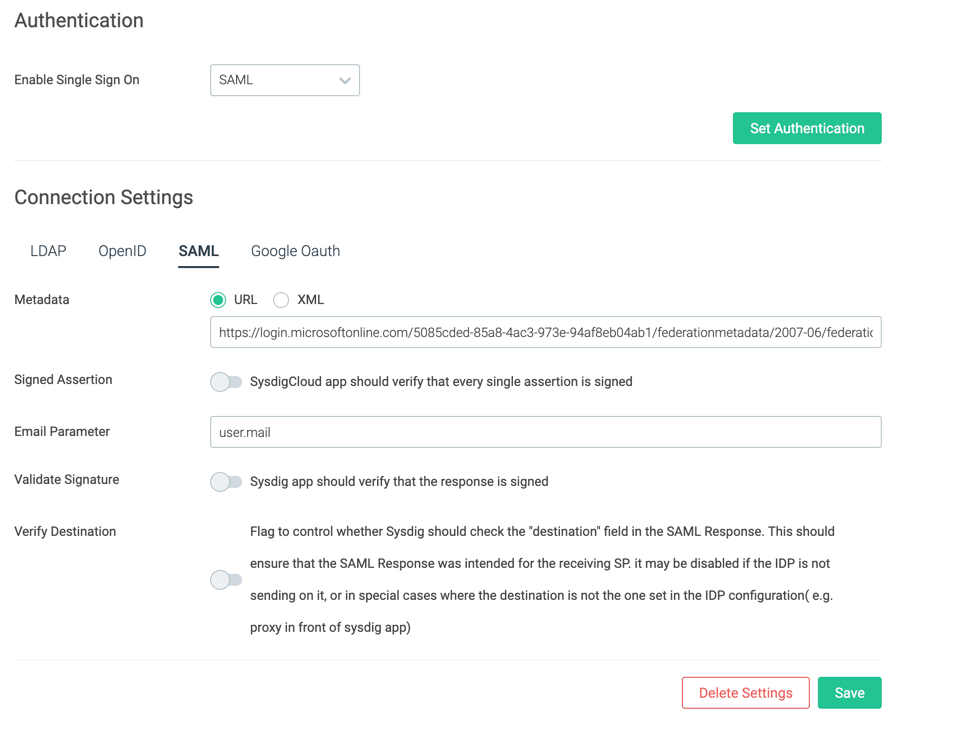 Authentication
Enable Single Sign On
SAML
Set Authentication
Connection Settings
LDAP OpenID SAML Google Oauth
Metadata
URL XML
https://login.microsoftonline.com/5085cded-85a8-4ac3-973e-94af8eb04ab1/federationmetadata/2007-06/federatic
Signed Assertion
SysdigCloud app should verify that every single assertion is signed
Email Parameter
user.mail
Validate Signature
Sysdig app should verify that the response is signed
Verify Destination
Flag to control whether Sysdig should check the "destination" field in the SAML Response. This should
ensure that the SAML Response was intended for the receiving SP. it may be disabled if the IDP is not
sending on it, or in special cases where the destination is not the one set in the IDP configuration( e.g.
proxy in front of sysdig app)
Delete Settings
Save